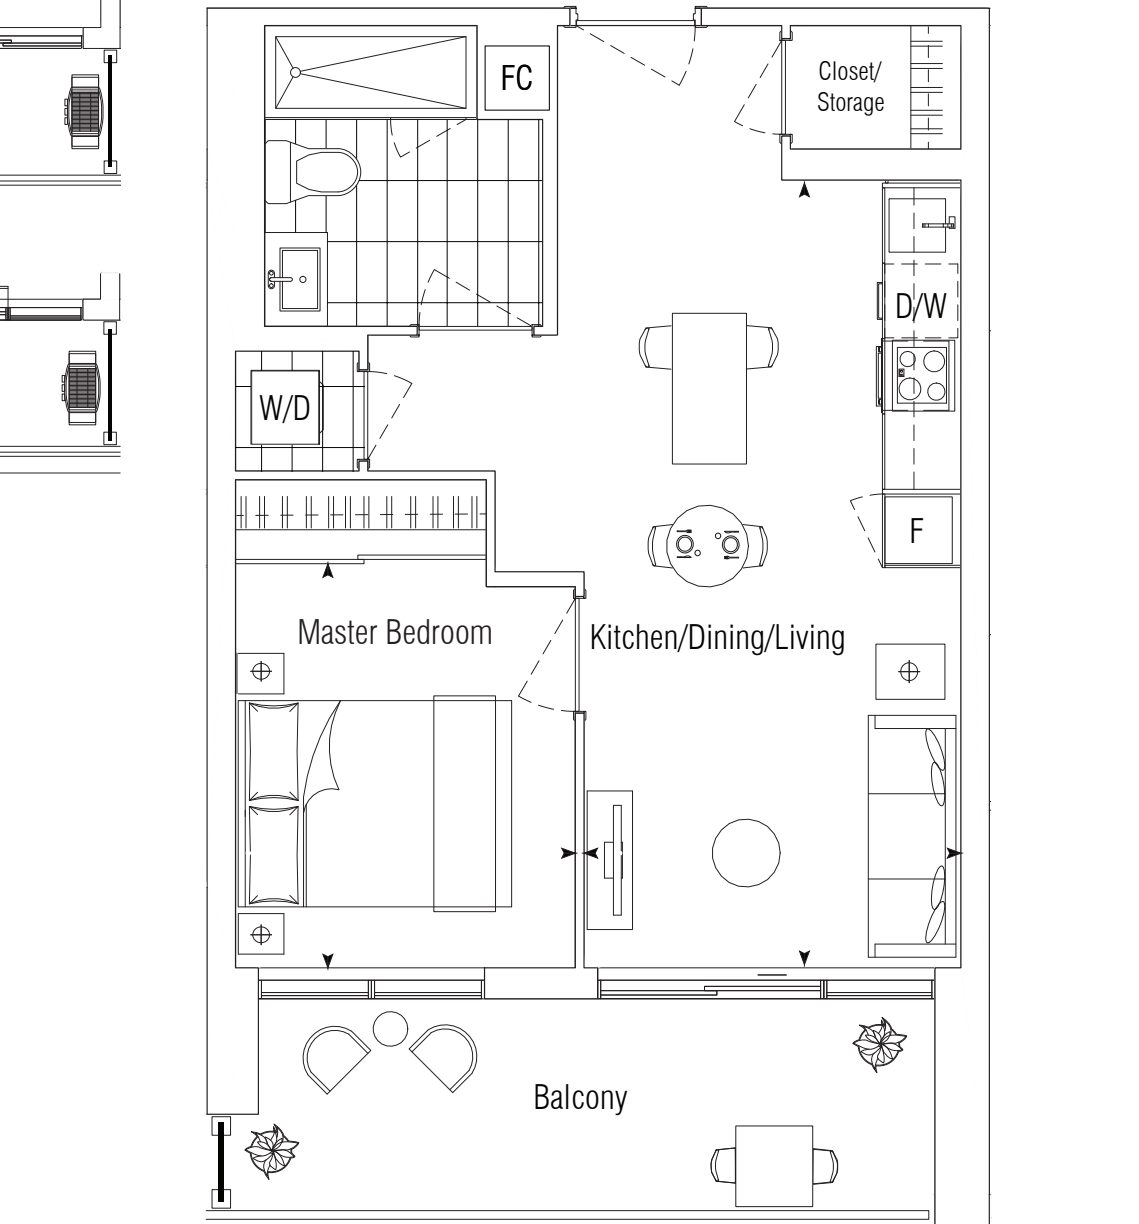 FC
Closet/
Storage
D/W
W/D
F
Master Bedroom
Kitchen/Dining/Living
Balcony